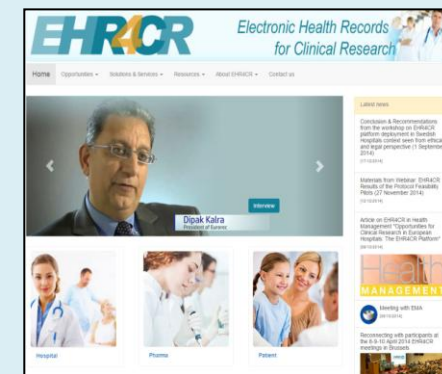 EHR4CR
Electronic Health Records
for Clinical Research
Home
Opportunities
Solutions & Services
Resources
About EHR4CR
Contact us
Interview
Dipak Kalra
President of Eurorec
Hospital
Pharma
Patient
Latest news
Conclusion & Recommendations
from the workshop on EHR4CR
platform deployment in Swedish
Hospitals context seen from ethical
and legal perspective (1 September
2014)
Materials from Webinar: EHR4CR
Results of the Protocol Feasibility
Pilots (27 November 2014)
Article on EHR4CR in Health
Management "Opportunities for
Clinical Research in European
Hospitals. The EHR4CR Platform"
Health
MANAGEMENT
Meeting with EMA
Reconnecting with participants at
the 8-9-10 April 2014 EHR4CR
meetings in Brussels